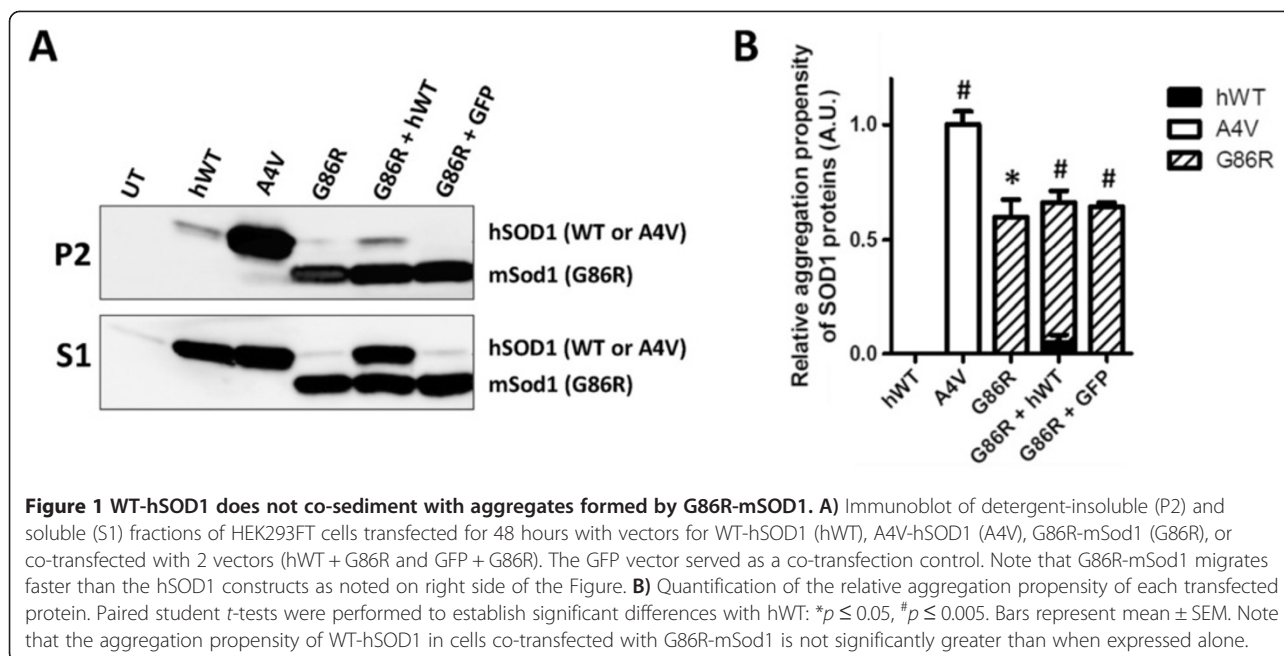 A
UT
hWT
A4V
G86R
G86R + hWT
G86R + GFP
P2
hSOD1 (WT or A4V)
mSod1 (G86R)
S1
hSOD1 (WT or A4V)
mSod1 (G86R)
B
Relative aggregation propensity
of SOD1 proteins (A.U.)
1.0
0.5
0.0
#
*
#
#
hWT
A4V
G86R
G86R + hWT
G86R + GFP
hWT
A4V
G86R
Figure 1 WT-hSOD1 does not co-sediment with aggregates formed by G86R-mSOD1. A) Immunoblot of detergent-insoluble (P2) and
soluble (S1) fractions of HEK293FT cells transfected for 48 hours with vectors for WT-hSOD1 (hWT), A4V-hSOD1 (A4V), G86R-mSod1 (G86R), or
co-transfected with 2 vectors (hWT + G86R and GFP + G86R). The GFP vector served as a co-transfection control. Note that G86R-mSod1 migrates
faster than the hSOD1 constructs as noted on right side of the Figure. B) Quantification of the relative aggregation propensity of each transfected
protein. Paired student t-tests were performed to establish significant differences with hWT: *p ≤ 0.05, #p ≤ 0.005. Bars represent mean ± SEM. Note
that the aggregation propensity of WT-hSOD1 in cells co-transfected with G86R-mSod1 is not significantly greater than when expressed alone.